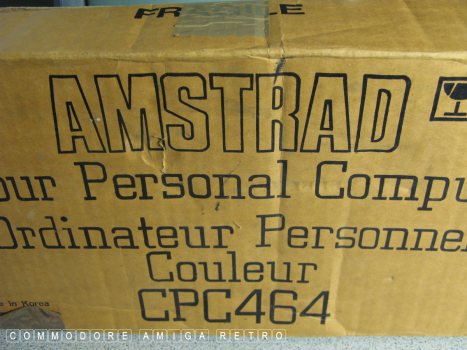 FRAGILE
AMSTRAD
our Personal Compu
Ordinateur Personne
Couleur
CPC464
e in Korea
COMMODORE AMIGA RETRO